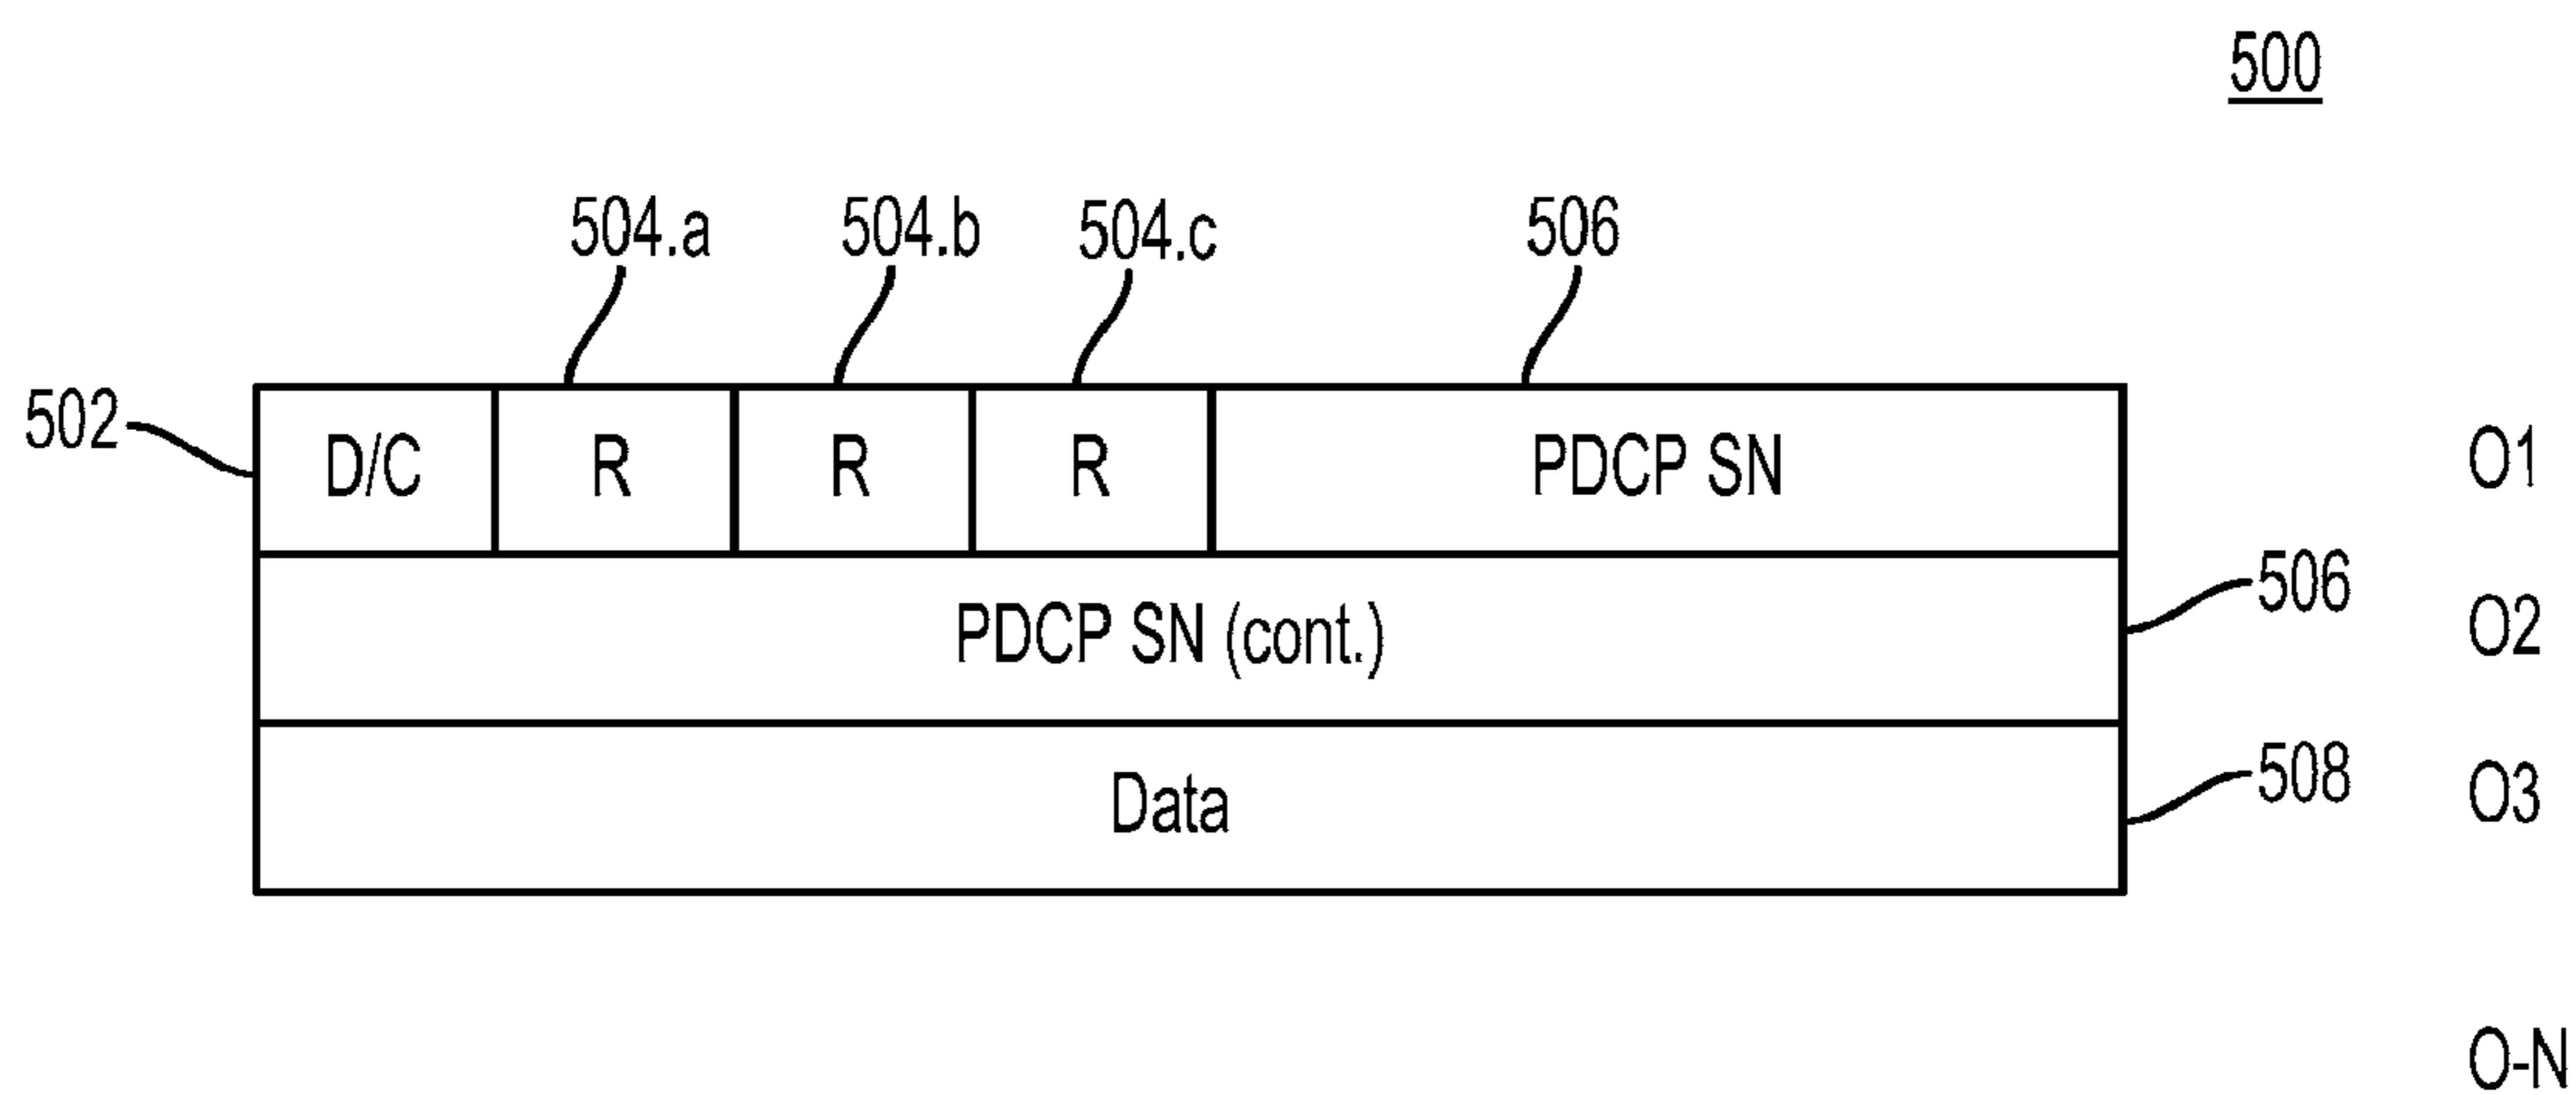 500
504.a 504.b 504.c 506
502 D/C R R R PDCP SN O1
PDCP SN (cont.) 506 O2
Data 508 O3
O-N